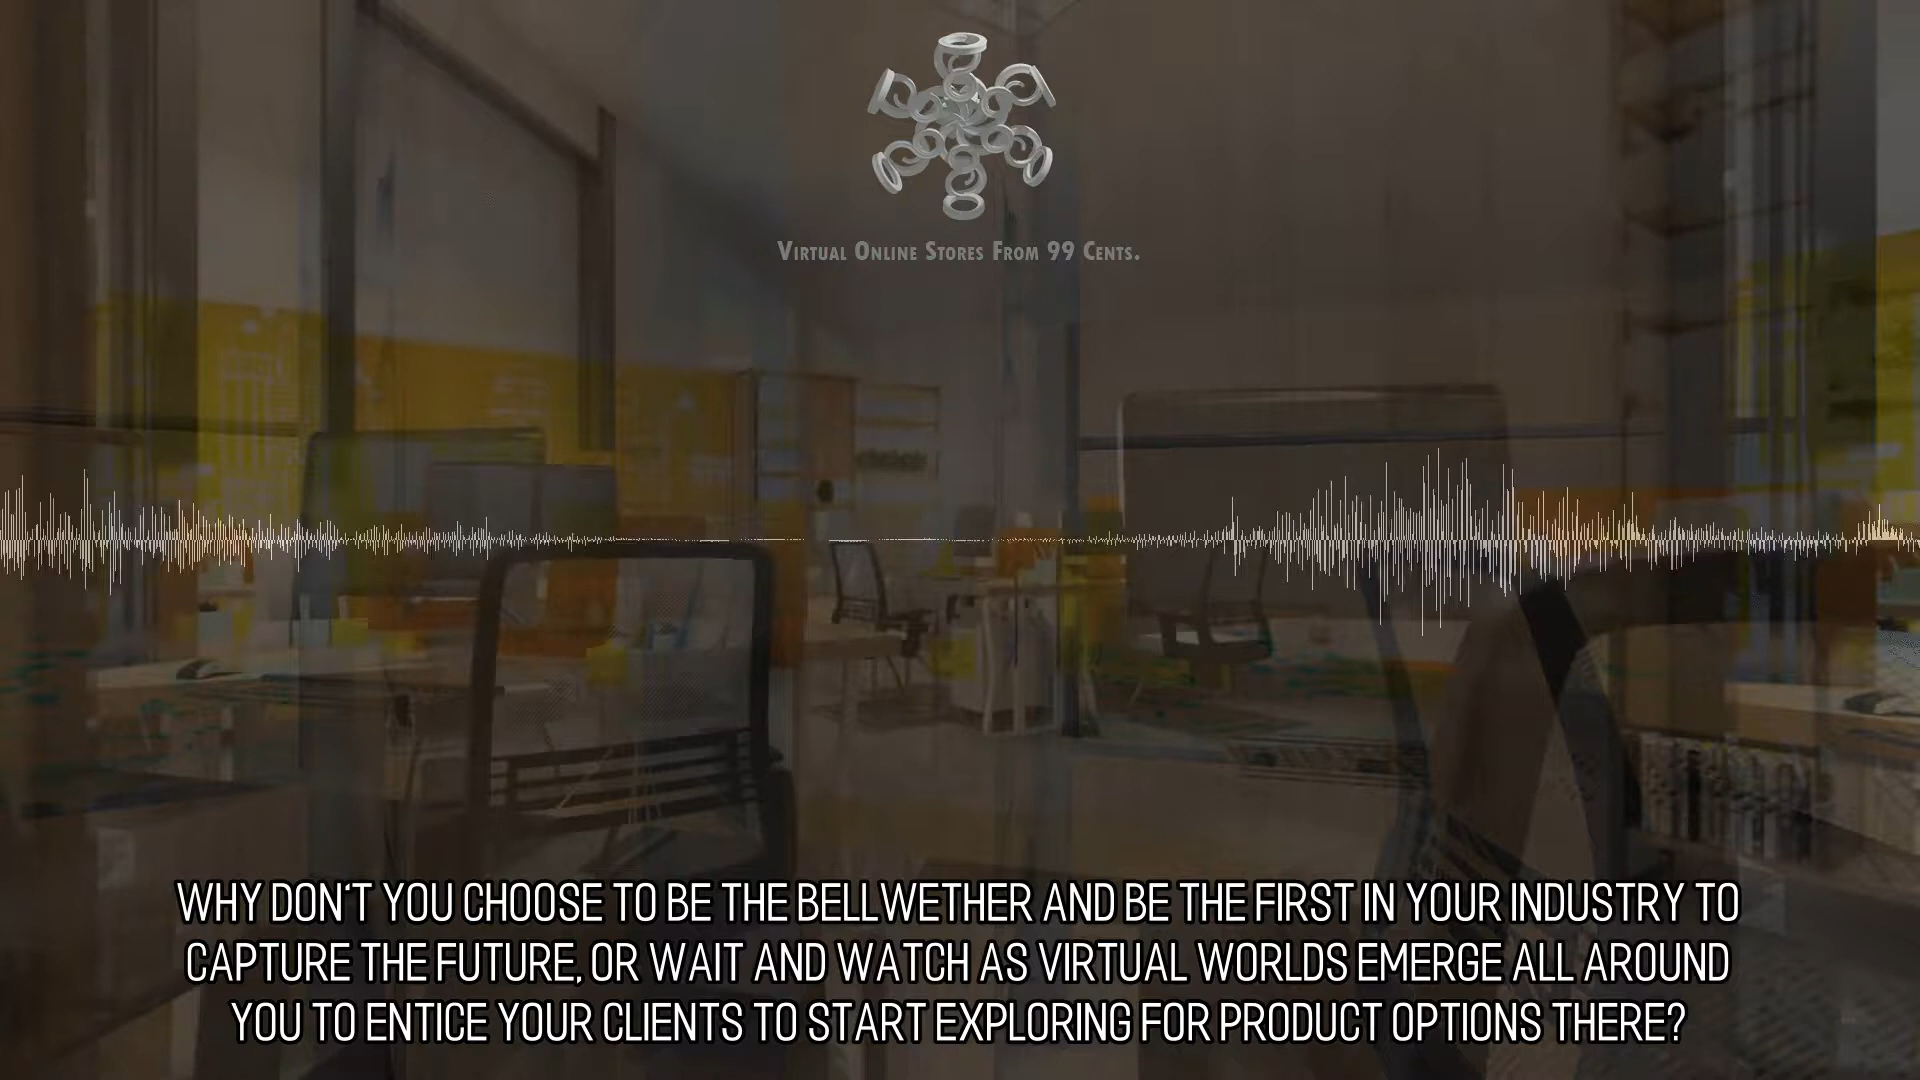 Virtual Online Stores From 99 Cents.
WHY DON'T YOU CHOOSE TO BE THE BELLWETHER AND BE THE FIRST IN YOUR INDUSTRY TO
CAPTURE THE FUTURE, OR WAIT AND WATCH AS VIRTUAL WORLDS EMERGE ALL AROUND
YOU TO ENTICE YOUR CLIENTS TO START EXPLORING FOR PRODUCT OPTIONS THERE?